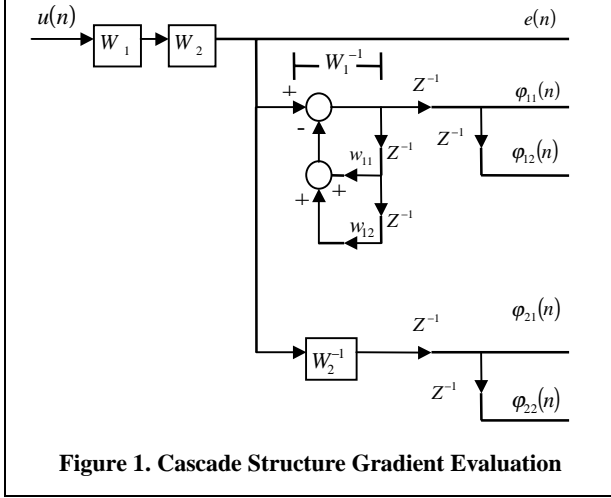 u(n)
e(n)
W₁
W₂
W₁⁻¹
+
-
Z⁻¹
φ₁₁(n)
Z⁻¹
φ₁₂(n)
w₁₁
Z⁻¹
+
+
w₁₂
Z⁻¹
φ₂₁(n)
Z⁻¹
W₂⁻¹
Z⁻¹
φ₂₂(n)
Figure 1. Cascade Structure Gradient Evaluation